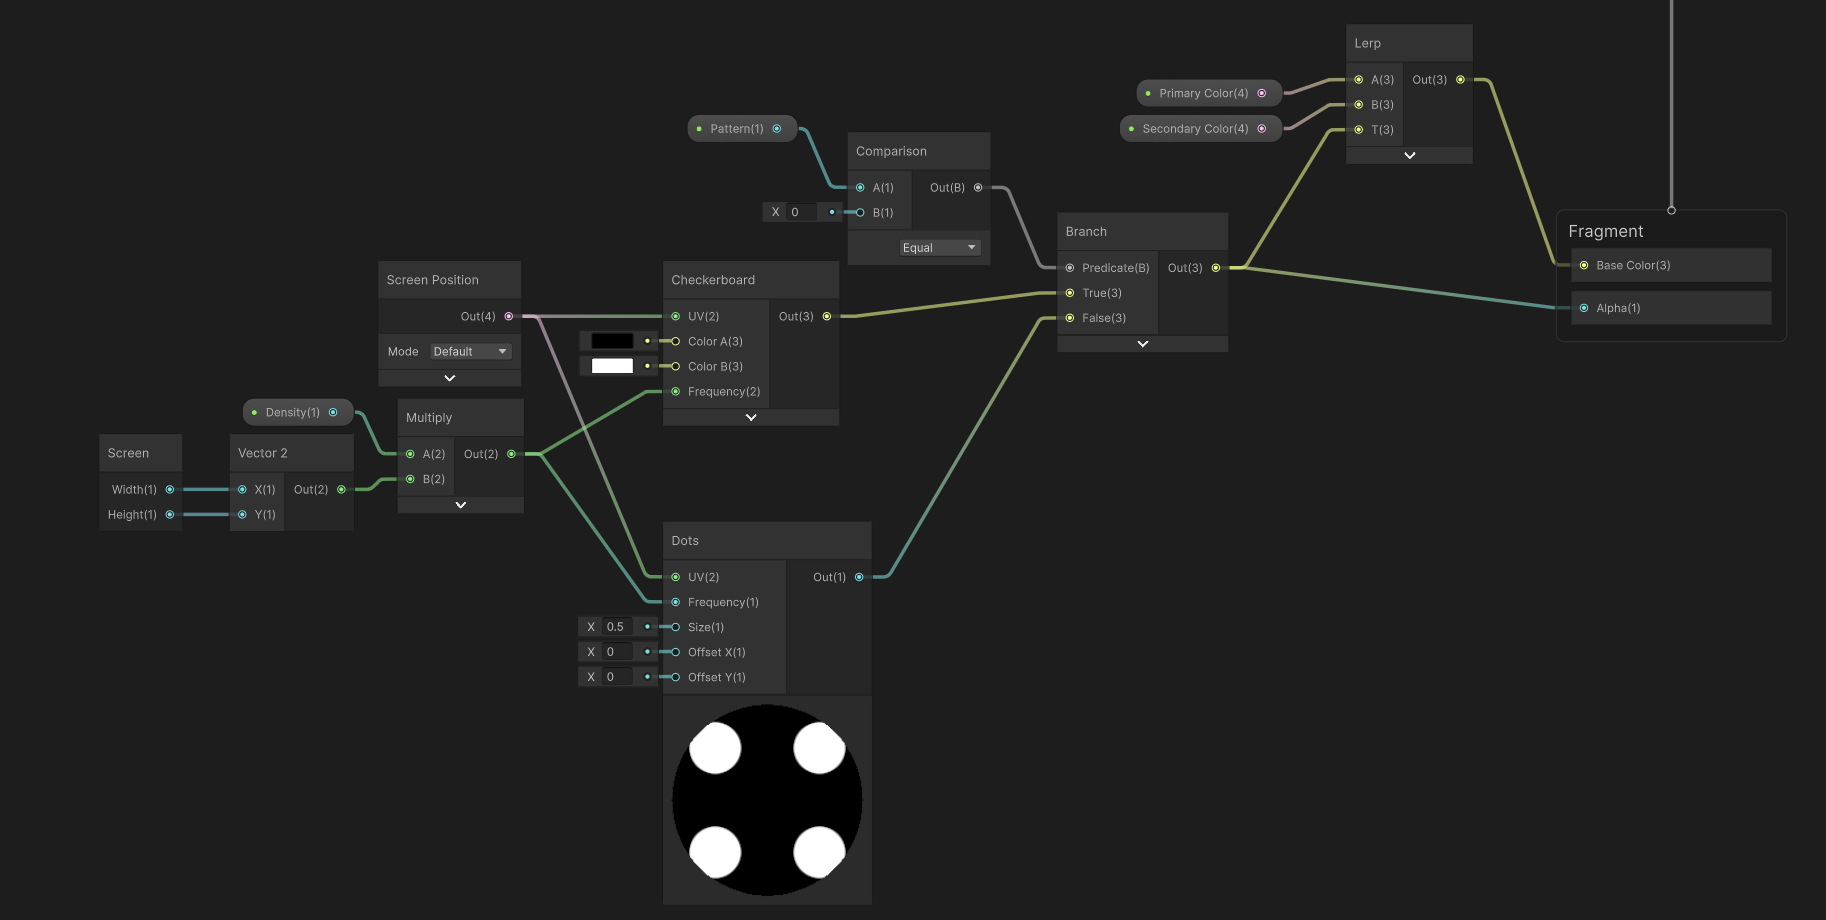 Lerp
A(3) Out(3)
B(3)
T(3)
Primary Color(4)
Secondary Color(4)
Pattern(1)
Comparison
A(1) Out(B)
X 0 B(1)
Equal
Branch
Predicate(B) Out(3)
True(3)
False(3)
Fragment
Base Color(3)
Alpha(1)
Screen Position
Out(4)
Mode Default
Checkerboard
UV(2) Out(3)
Color A(3)
Color B(3)
Frequency(2)
Density(1)
Multiply
A(2) Out(2)
B(2)
Screen
Width(1)
Height(1)
Vector 2
X(1) Out(2)
Y(1)
Dots
UV(2) Out(1)
Frequency(1)
X 0.5 Size(1)
X 0 Offset X(1)
X 0 Offset Y(1)